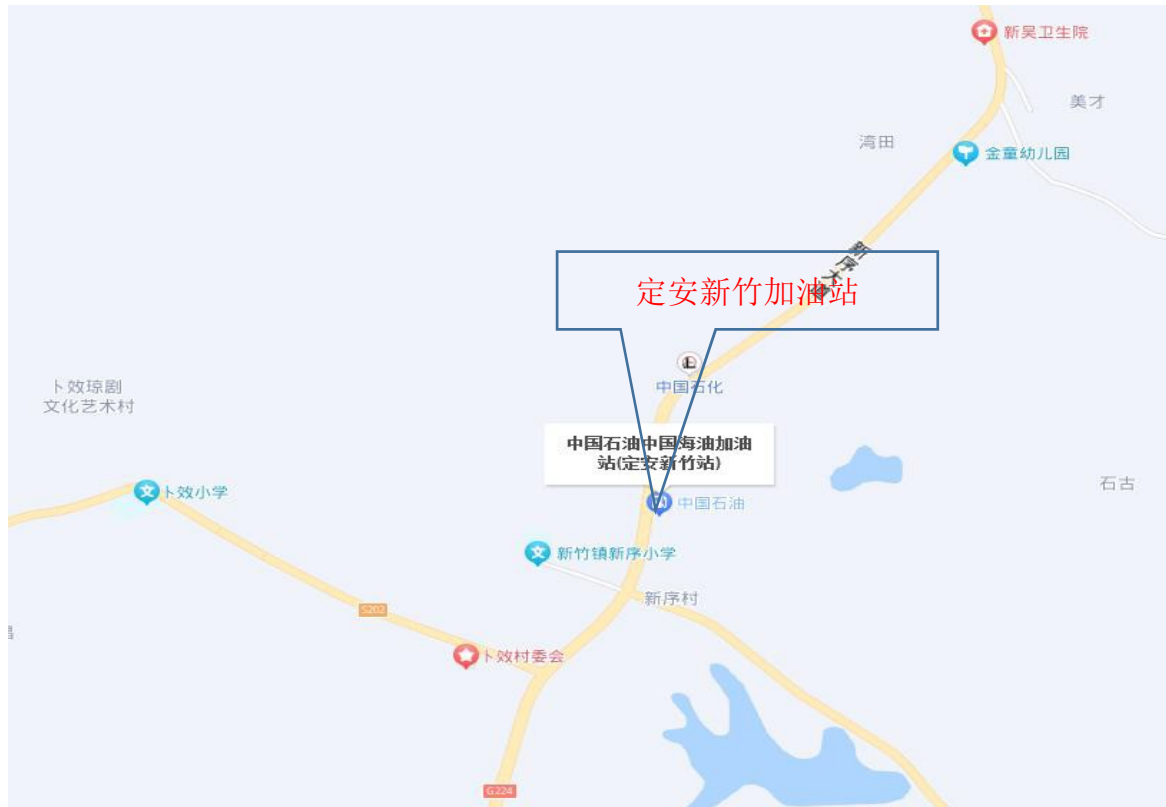 新吴卫生院
美才
湾田
金童幼儿园
新序大道
定安新竹加油站
中国石化
卜效琼剧
文化艺术村
中国石油中国海油加油
站(定安新竹站)
石古
卜效小学
中国石油
新竹镇新序小学
新序村
S202
卜效村委会
G224